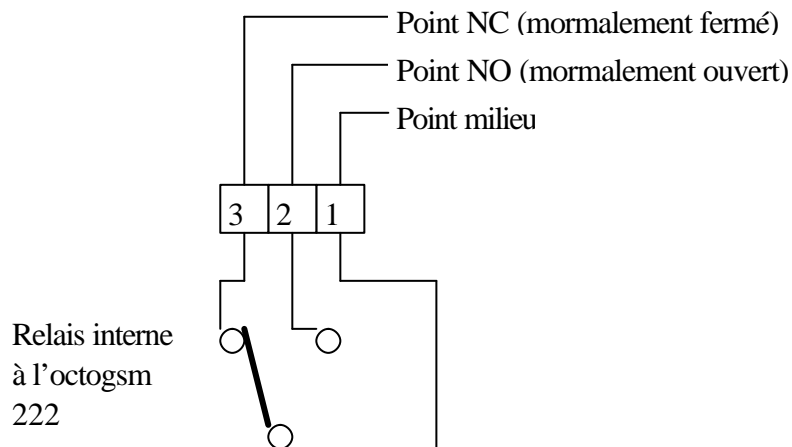 Point NC (mormalement fermé)
Point NO (mormalement ouvert)
Point milieu
3 2 1
Relais interne
à l’octogsm
222